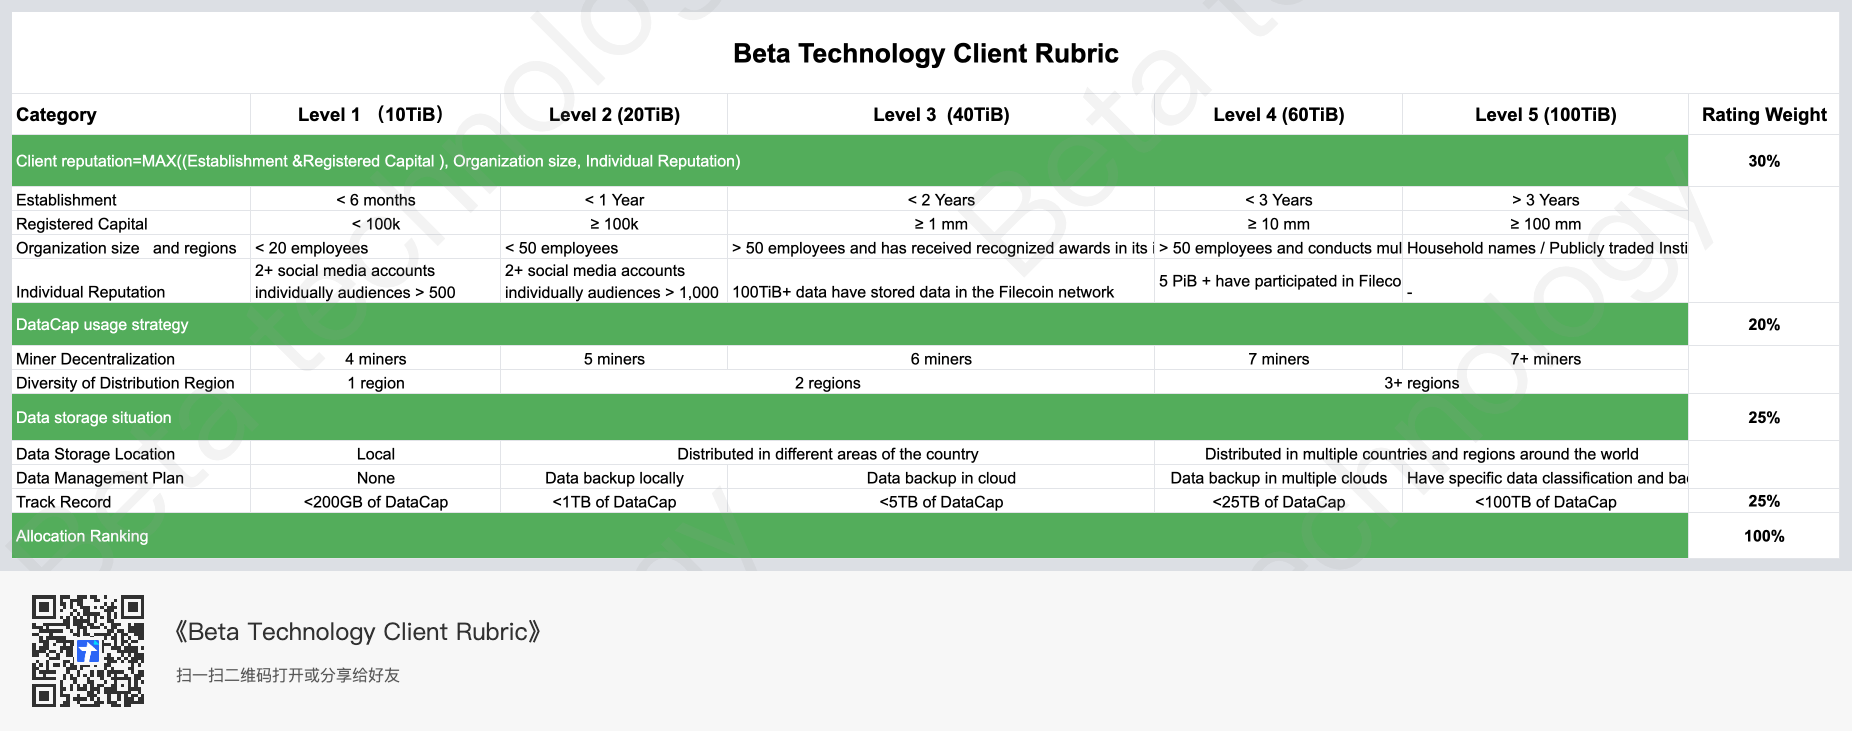 Beta Technology Client Rubric
Category Level 1 （10TiB） Level 2 (20TiB) Level 3 (40TiB) Level 4 (60TiB) Level 5 (100TiB) Rating Weight
Client reputation=MAX((Establishment &Registered Capital ), Organization size, Individual Reputation) 30%
Establishment < 6 months < 1 Year < 2 Years < 3 Years > 3 Years
Registered Capital < 100k ≥ 100k ≥ 1 mm ≥ 10 mm ≥ 100 mm
Organization size and regions < 20 employees < 50 employees > 50 employees and has received recognized awards in its i > 50 employees and conducts mul Household names / Publicly traded Insti
Individual Reputation 2+ social media accounts individually audiences > 500 2+ social media accounts individually audiences > 1,000 100TiB+ data have stored data in the Filecoin network 5 PiB + have participated in Fileco -
DataCap usage strategy 20%
Miner Decentralization 4 miners 5 miners 6 miners 7 miners 7+ miners
Diversity of Distribution Region 1 region 2 regions 3+ regions
Data storage situation 25%
Data Storage Location Local Distributed in different areas of the country Distributed in multiple countries and regions around the world
Data Management Plan None Data backup locally Data backup in cloud Data backup in multiple clouds Have specific data classification and ba
Track Record <200GB of DataCap <1TB of DataCap <5TB of DataCap <25TB of DataCap <100TB of DataCap 25%
Allocation Ranking 100%
《Beta Technology Client Rubric》
扫一扫二维码打开或分享给好友